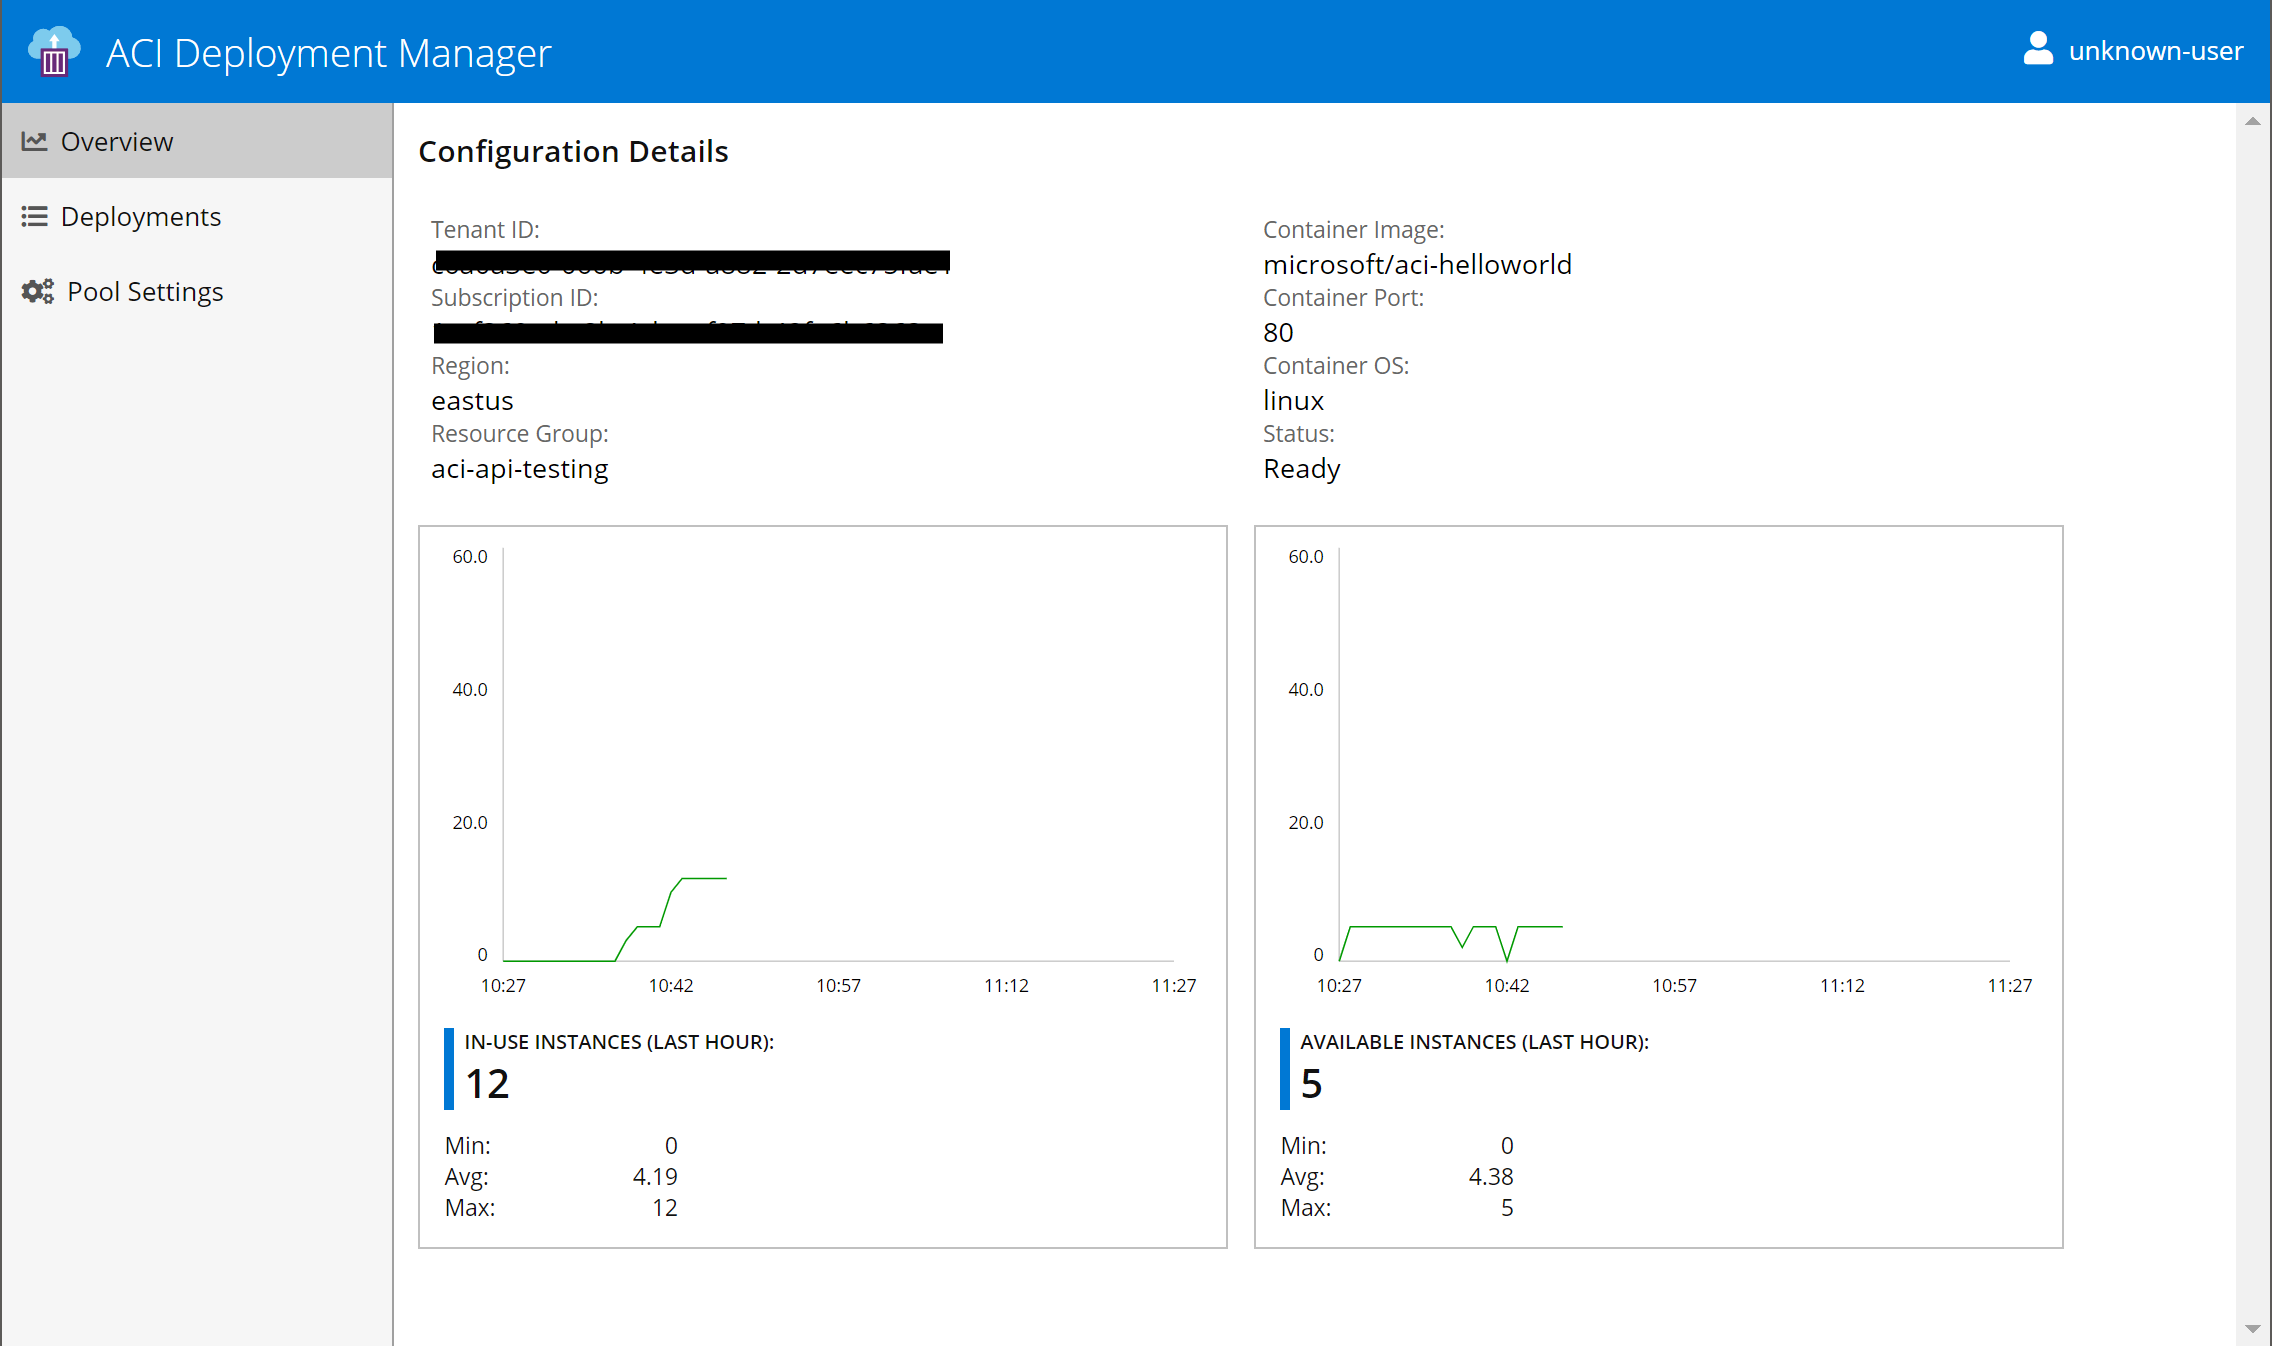 ACI Deployment Manager
unknown-user
Overview
Deployments
Pool Settings
Configuration Details
Tenant ID:
Subscription ID:
Region:
eastus
Resource Group:
aci-api-testing
Container Image:
microsoft/aci-helloworld
Container Port:
80
Container OS:
linux
Status:
Ready
60.0
40.0
20.0
0
10:27 10:42 10:57 11:12 11:27
IN-USE INSTANCES (LAST HOUR):
12
Min: 0
Avg: 4.19
Max: 12
60.0
40.0
20.0
0
10:27 10:42 10:57 11:12 11:27
AVAILABLE INSTANCES (LAST HOUR):
5
Min: 0
Avg: 4.38
Max: 5